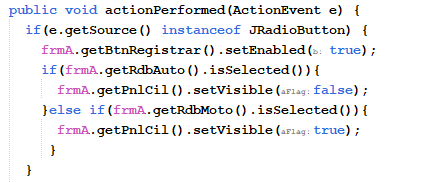 public void actionPerformed(ActionEvent e) {
if(e.getSource() instanceof JRadioButton) {
frmA.getBtnRegistrar().setEnabled(b: true);
if(frmA.getRdbAuto().isSelected()){
frmA.getPnlCil().setVisible(aFlag: false);
}else if(frmA.getRdbMoto().isSelected()){
frmA.getPnlCil().setVisible(aFlag: true);
}
}